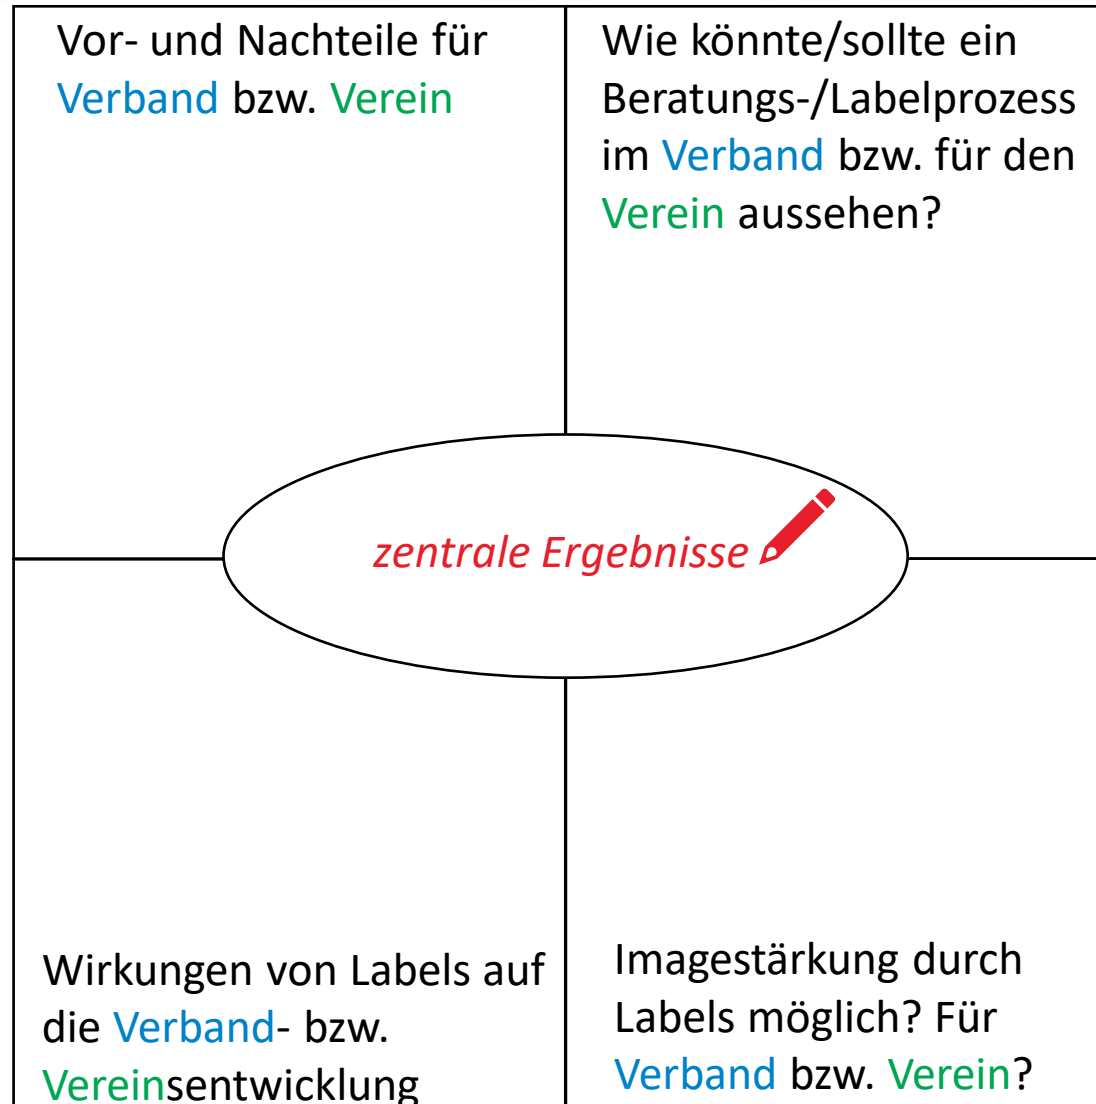 Vor- und Nachteile für
Verband bzw. Verein
Wie könnte/sollte ein
Beratungs-/Labelprozess
im Verband bzw. für den
Verein aussehen?
zentrale Ergebnisse
Wirkungen von Labels auf
die Verband- bzw.
Vereinsentwicklung
Imagestärkung durch
Labels möglich? Für
Verband bzw. Verein?